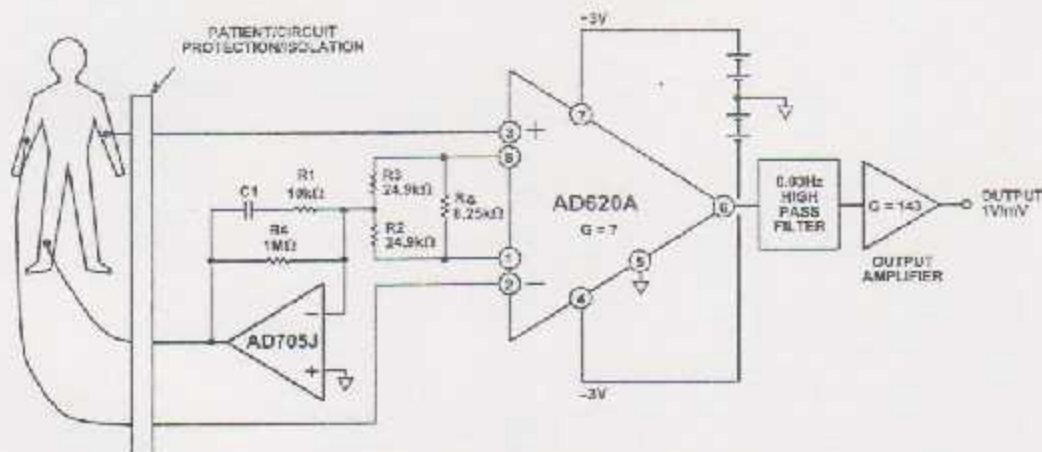 PATIENT/CIRCUIT
PROTECTION/ISOLATION
+3V
C1
R1
10kΩ
R4
1MΩ
R3
24.9kΩ
R2
24.9kΩ
RG
8.25kΩ
3
+
8
1
2
−
7
AD620A
G = 7
6
5
4
−3V
AD705J
−
+
0.03Hz
HIGH
PASS
FILTER
G = 143
OUTPUT
AMPLIFIER
OUTPUT
1V/mV